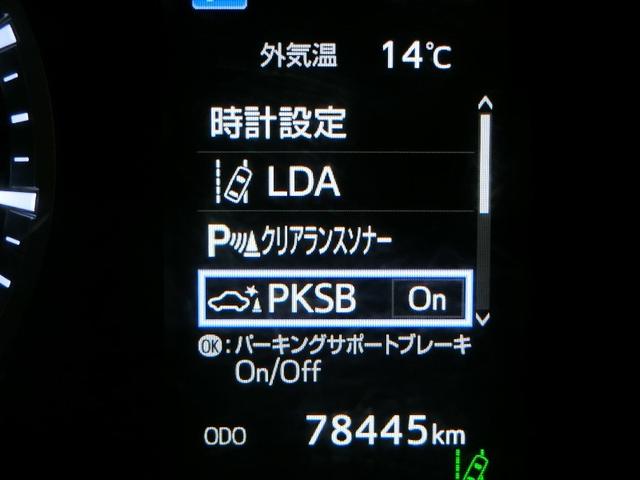 外気温 14℃
時計設定
LDA
P クリアランスソナー
PKSB On
OK:パーキングサポートブレーキ
On/Off
ODO 78445km